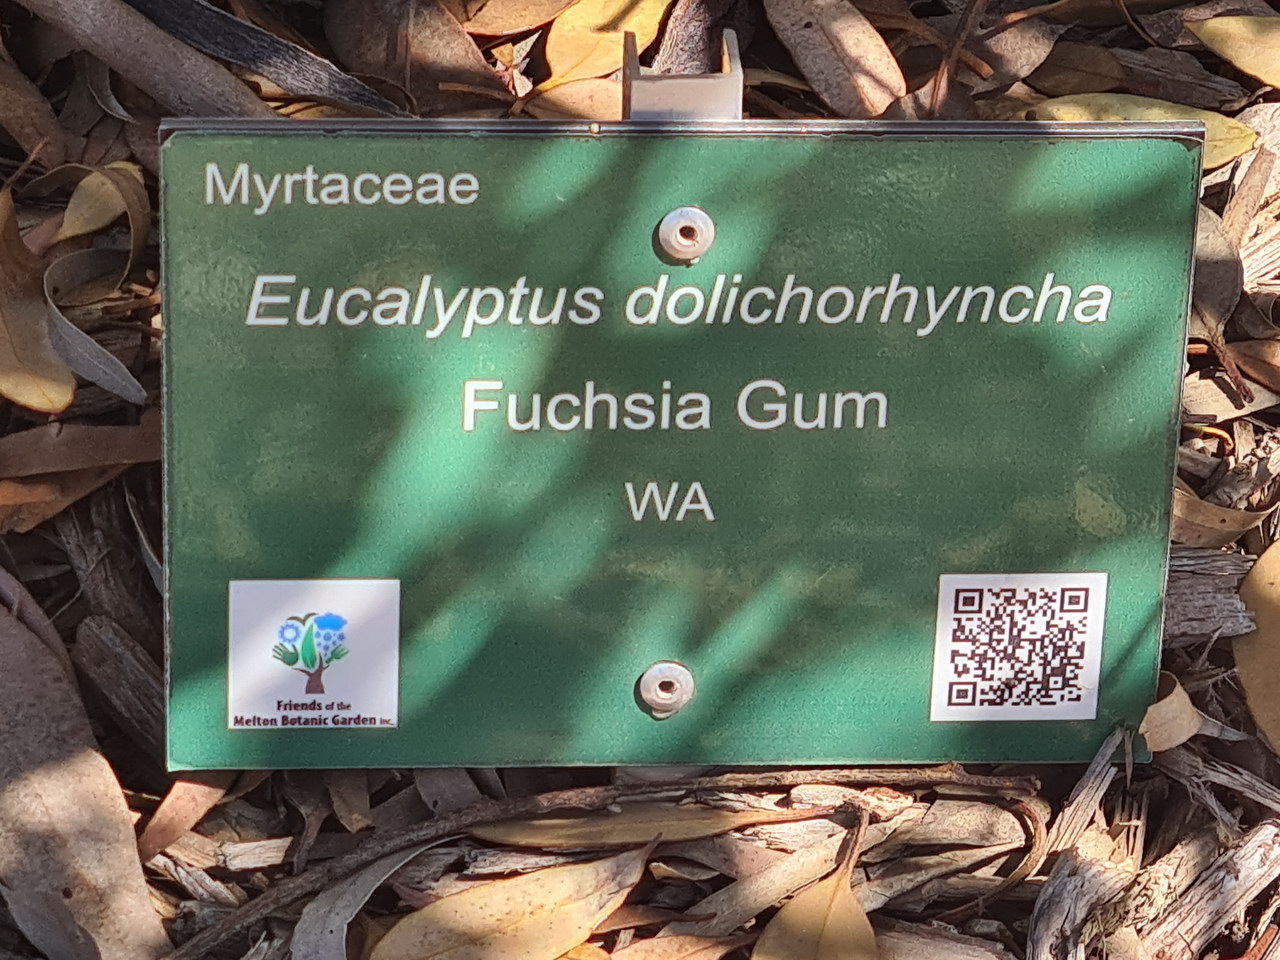 Myrtaceae
Eucalyptus dolichorhyncha
Fuchsia Gum
WA
Friends of the
Melton Botanic Garden Inc.